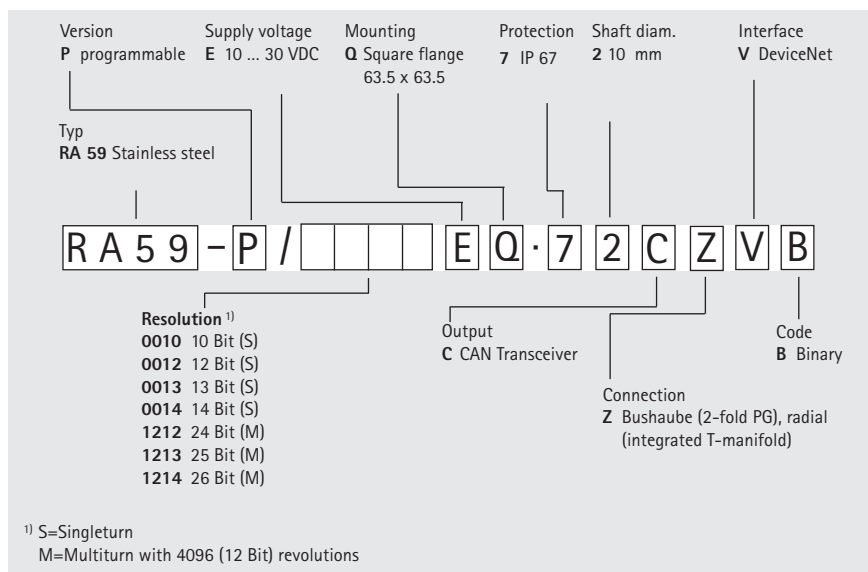 Version
P programmable
Supply voltage
E 10 ... 30 VDC
Mounting
Q Square flange
63.5 x 63.5
Protection
7 IP 67
Shaft diam.
2 10 mm
Interface
V DeviceNet
Typ
RA 59 Stainless steel
RA59-P/ EQ·72CZVB
Resolution 1)
0010 10 Bit (S)
0012 12 Bit (S)
0013 13 Bit (S)
0014 14 Bit (S)
1212 24 Bit (M)
1213 25 Bit (M)
1214 26 Bit (M)
Output
C CAN Transceiver
Connection
Z Bushaube (2-fold PG), radial
(integrated T-manifold)
Code
B Binary
1) S=Singleturn
M=Multiturn with 4096 (12 Bit) revolutions